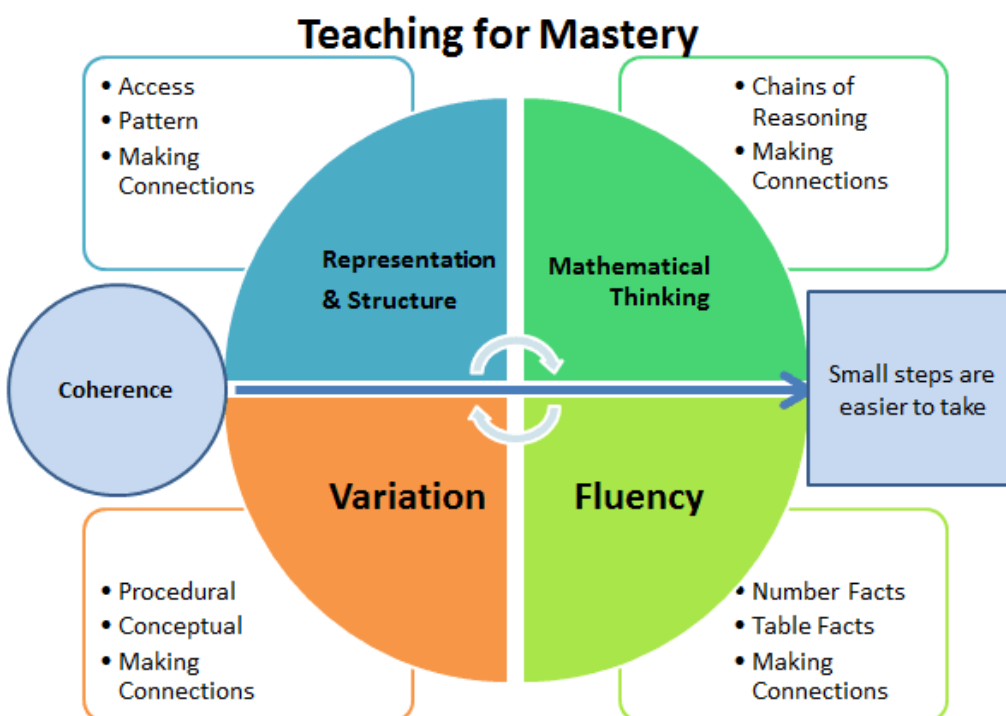 Teaching for Mastery
• Access
• Pattern
• Making
Connections
• Chains of
Reasoning
• Making
Connections
Representation
& Structure
Mathematical
Thinking
Coherence
Small steps are
easier to take
Variation
Fluency
• Procedural
• Conceptual
• Making
Connections
• Number Facts
• Table Facts
• Making
Connections